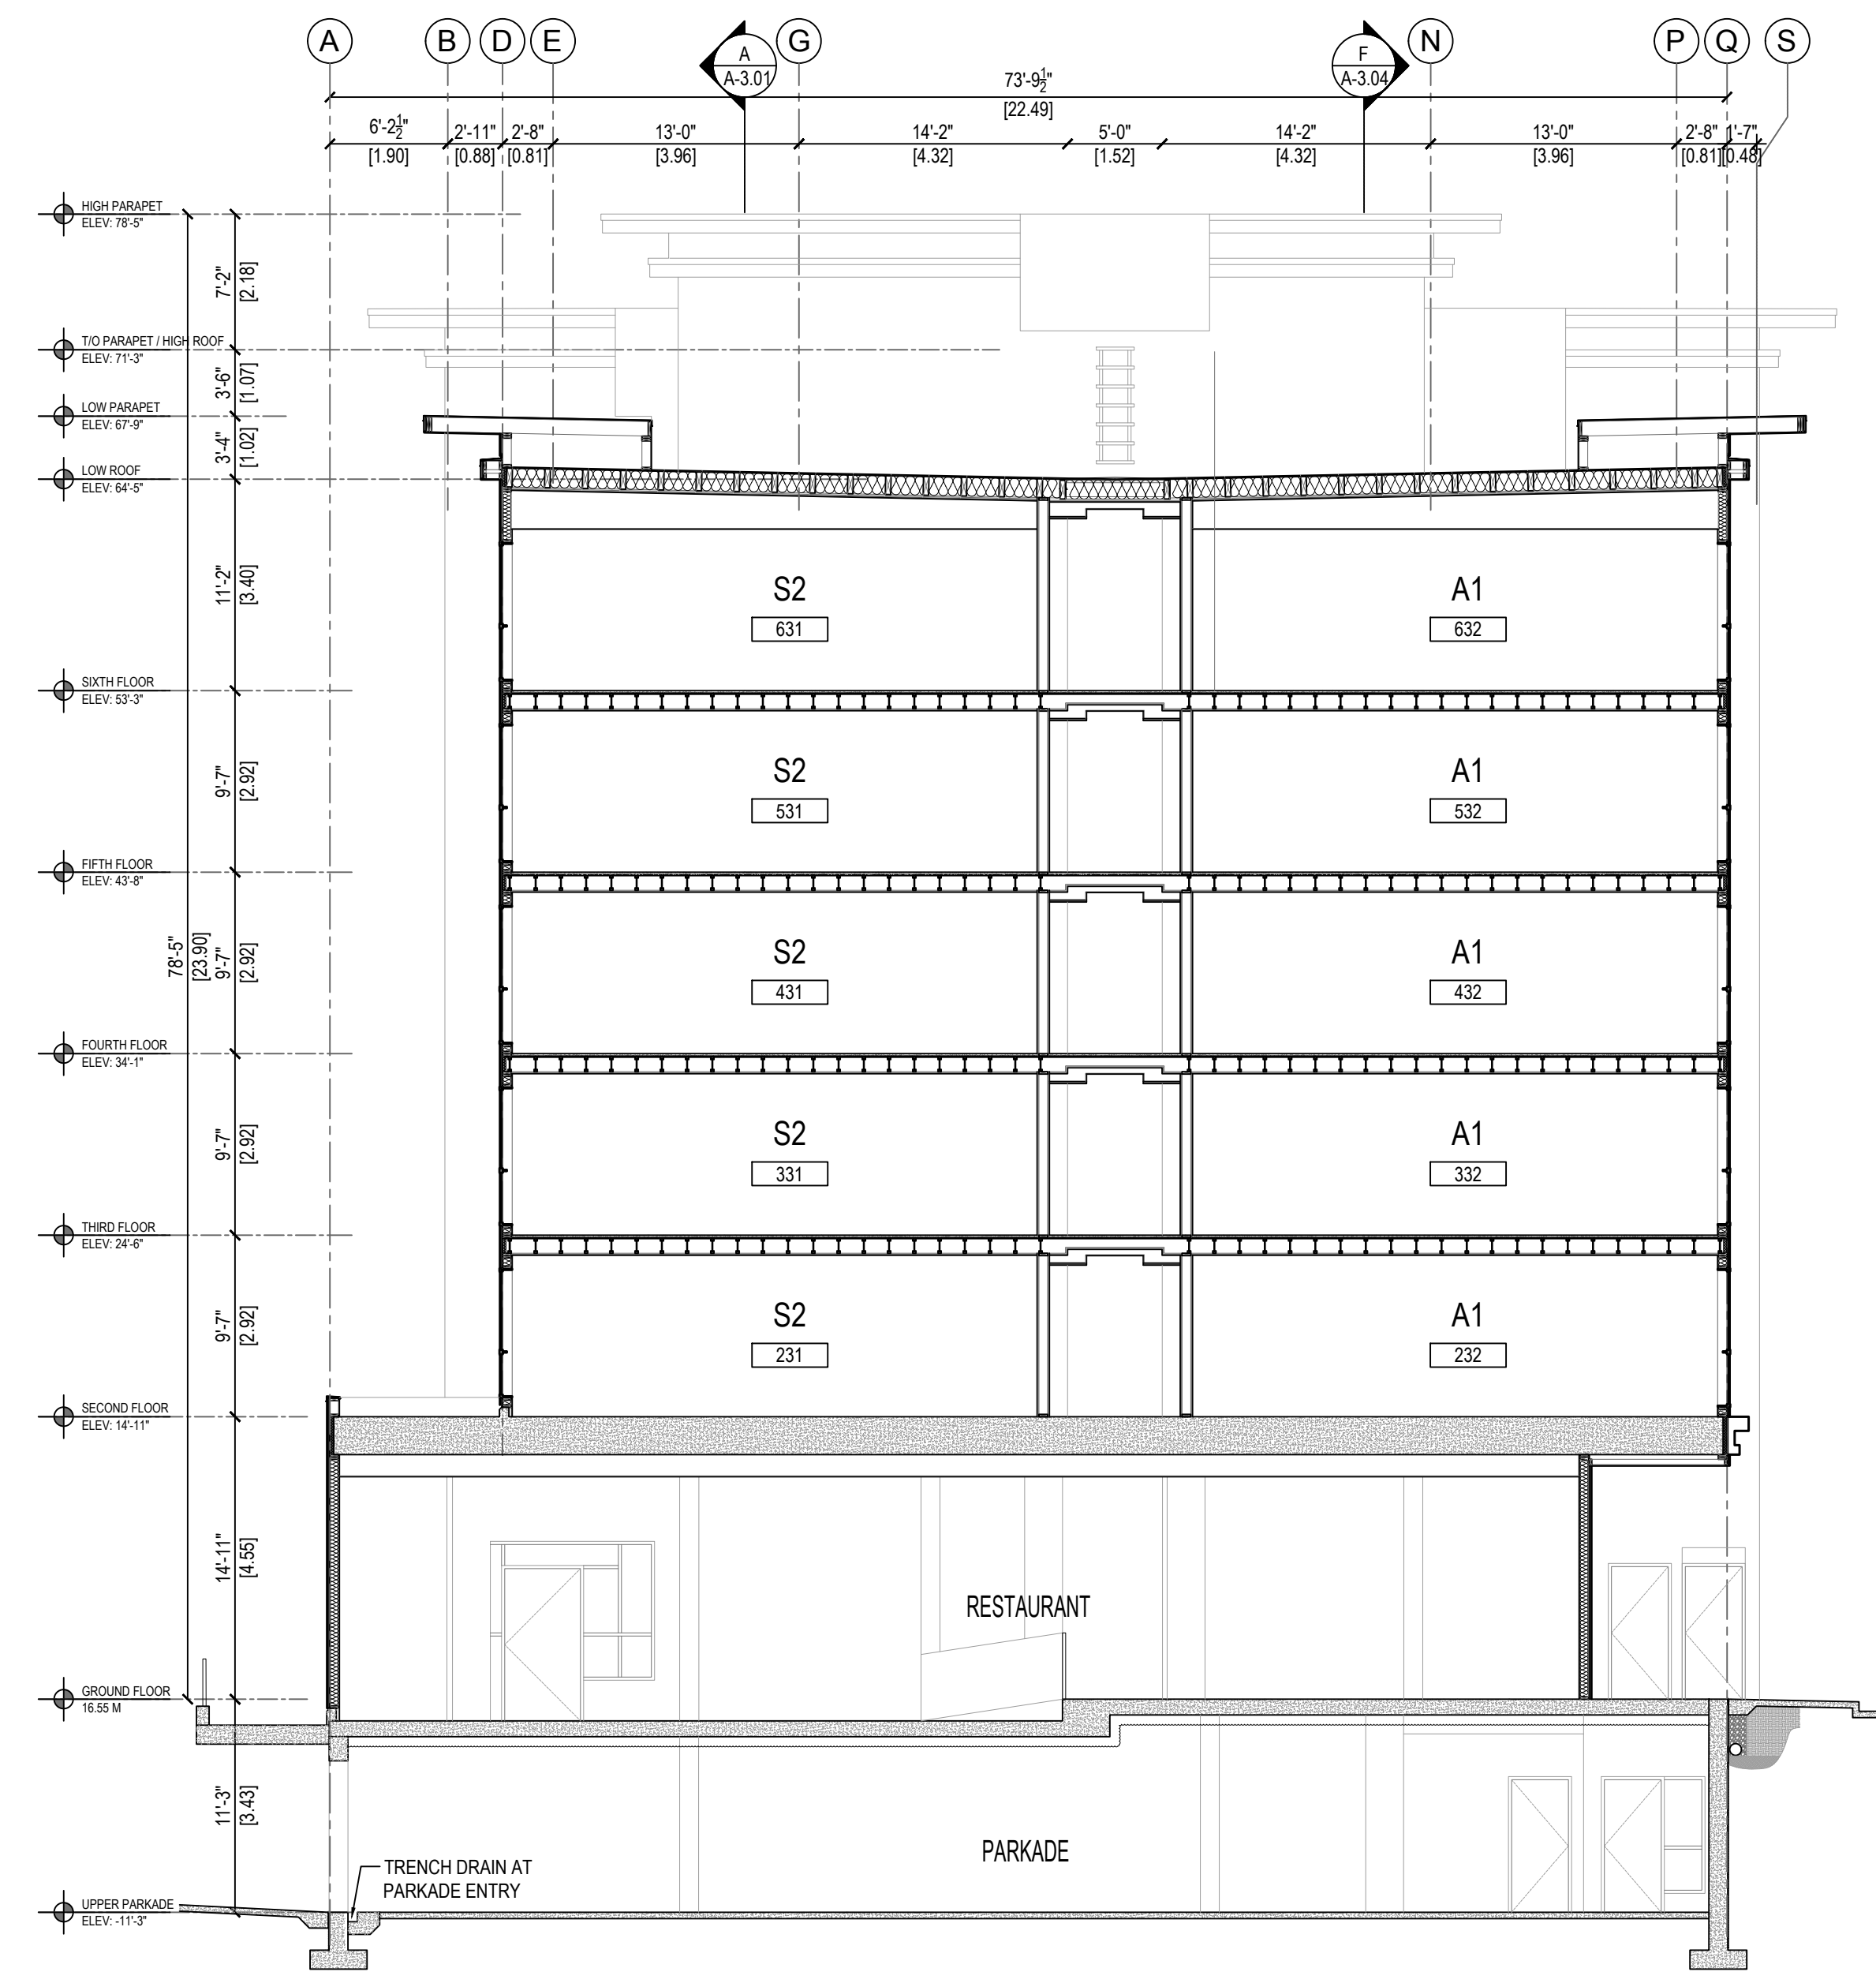 A B D E G N P Q S
A
A-3.01
F
A-3.04
73'-9½"
[22.49]
6'-2½" 2'-11" 2'-8" 13'-0" 14'-2" 5'-0" 14'-2" 13'-0" 2'-8" 1'-7"
[1.90] [0.88] [0.81] [3.96] [4.32] [1.52] [4.32] [3.96] [0.81] [0.48]
HIGH PARAPET
ELEV: 78'-5"
7'-2"
[2.18]
T/O PARAPET / HIGH ROOF
ELEV: 71'-3"
3'-6"
[1.07]
LOW PARAPET
ELEV: 67'-9"
3'-4"
[1.02]
LOW ROOF
ELEV: 64'-5"
11'-2"
[3.40]
S2 A1
631 632
SIXTH FLOOR
ELEV: 53'-3"
9'-7"
[2.92]
S2 A1
531 532
FIFTH FLOOR
ELEV: 43'-8"
78'-5"
[23.90]
9'-7"
[2.92]
S2 A1
431 432
FOURTH FLOOR
ELEV: 34'-1"
9'-7"
[2.92]
S2 A1
331 332
THIRD FLOOR
ELEV: 24'-6"
9'-7"
[2.92]
S2 A1
231 232
SECOND FLOOR
ELEV: 14'-11"
14'-11"
[4.55]
RESTAURANT
GROUND FLOOR
16.55 M
11'-3"
[3.43]
PARKADE
TRENCH DRAIN AT
PARKADE ENTRY
UPPER PARKADE
ELEV: -11'-3"